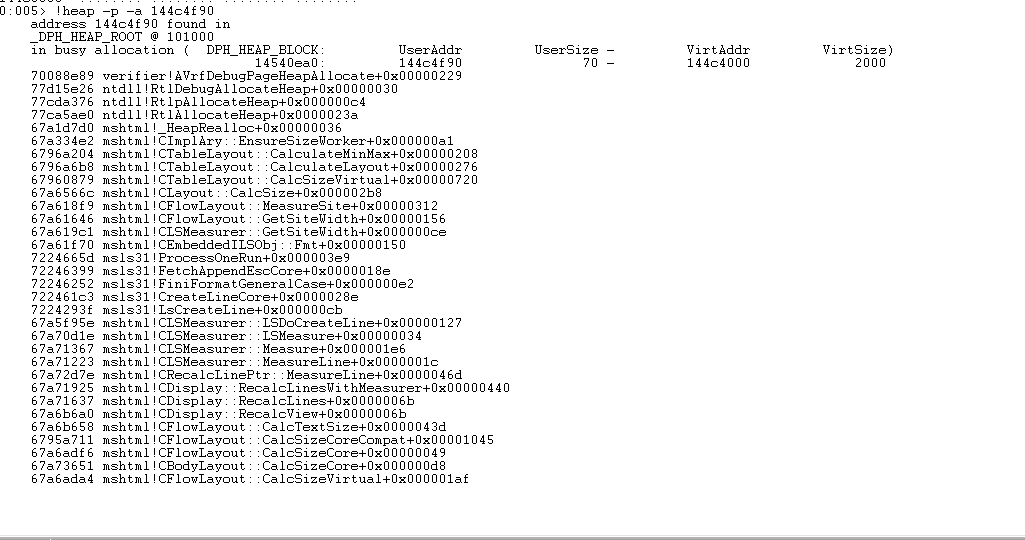 0:005> !heap -p -a 144c4f90
address 144c4f90 found in
_DPH_HEAP_ROOT @ 101000
in busy allocation ( DPH_HEAP_BLOCK: UserAddr UserSize - VirtAddr VirtSize)
14540ea0: 144c4f90 70 - 144c4000 2000
70088e89 verifier!AVrfDebugPageHeapAllocate+0x00000229
77d15e26 ntdll!RtlDebugAllocateHeap+0x00000030
77cda376 ntdll!RtlpAllocateHeap+0x000000c4
77ca5ae0 ntdll!RtlAllocateHeap+0x0000023a
67a1d7d0 mshtml!_HeapRealloc+0x00000036
67a334e2 mshtml!CImplAry::EnsureSizeWorker+0x000000a1
6796a204 mshtml!CTableLayout::CalculateMinMax+0x00000208
6796a6b8 mshtml!CTableLayout::CalculateLayout+0x00000276
67960879 mshtml!CTableLayout::CalcSizeVirtual+0x00000720
67a6566c mshtml!CLayout::CalcSize+0x000002b8
67a618f9 mshtml!CFlowLayout::MeasureSite+0x00000312
67a61646 mshtml!CFlowLayout::GetSiteWidth+0x00000156
67a619c1 mshtml!CLSMeasurer::GetSiteWidth+0x000000ce
67a61f70 mshtml!CEmbeddedILSObj::Fmt+0x00000150
7224665d msls31!ProcessOneRun+0x000003e9
72246399 msls31!FetchAppendEscCore+0x0000018e
72246252 msls31!FiniFormatGeneralCase+0x000000e2
722461c3 msls31!CreateLineCore+0x0000028e
7224293f msls31!LsCreateLine+0x000000cb
67a5f95e mshtml!CLSMeasurer::LSDoCreateLine+0x00000127
67a70d1e mshtml!CLSMeasurer::LSMeasure+0x00000034
67a71367 mshtml!CLSMeasurer::Measure+0x000001e6
67a71223 mshtml!CLSMeasurer::MeasureLine+0x0000001c
67a72d7e mshtml!CRecalcLinePtr::MeasureLine+0x0000046d
67a71925 mshtml!CDisplay::RecalcLinesWithMeasurer+0x00000440
67a71637 mshtml!CDisplay::RecalcLines+0x0000006b
67a6b6a0 mshtml!CDisplay::RecalcView+0x0000006b
67a6b658 mshtml!CFlowLayout::CalcTextSize+0x0000043d
6795a711 mshtml!CFlowLayout::CalcSizeCoreCompat+0x00001045
67a6adf6 mshtml!CFlowLayout::CalcSizeCore+0x00000049
67a73651 mshtml!CBodyLayout::CalcSizeCore+0x000000d8
67a6ada4 mshtml!CFlowLayout::CalcSizeVirtual+0x000001af